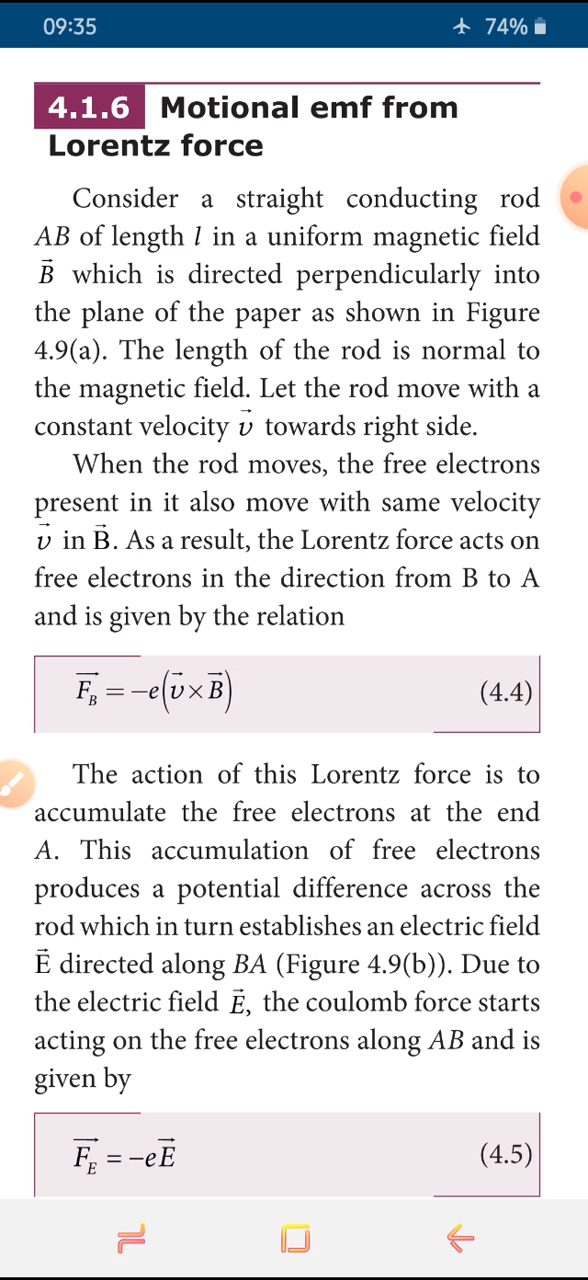 09:35
74%
4.1.6 Motional emf from
Lorentz force
Consider a straight conducting rod
AB of length l in a uniform magnetic field
B⃗ which is directed perpendicularly into
the plane of the paper as shown in Figure
4.9(a). The length of the rod is normal to
the magnetic field. Let the rod move with a
constant velocity v⃗ towards right side.
When the rod moves, the free electrons
present in it also move with same velocity
v⃗ in B⃗. As a result, the Lorentz force acts on
free electrons in the direction from B to A
and is given by the relation
F_B⃗ = −e(v⃗ × B⃗) (4.4)
The action of this Lorentz force is to
accumulate the free electrons at the end
A. This accumulation of free electrons
produces a potential difference across the
rod which in turn establishes an electric field
E⃗ directed along BA (Figure 4.9(b)). Due to
the electric field E⃗, the coulomb force starts
acting on the free electrons along AB and is
given by
F_E⃗ = −eE⃗ (4.5)